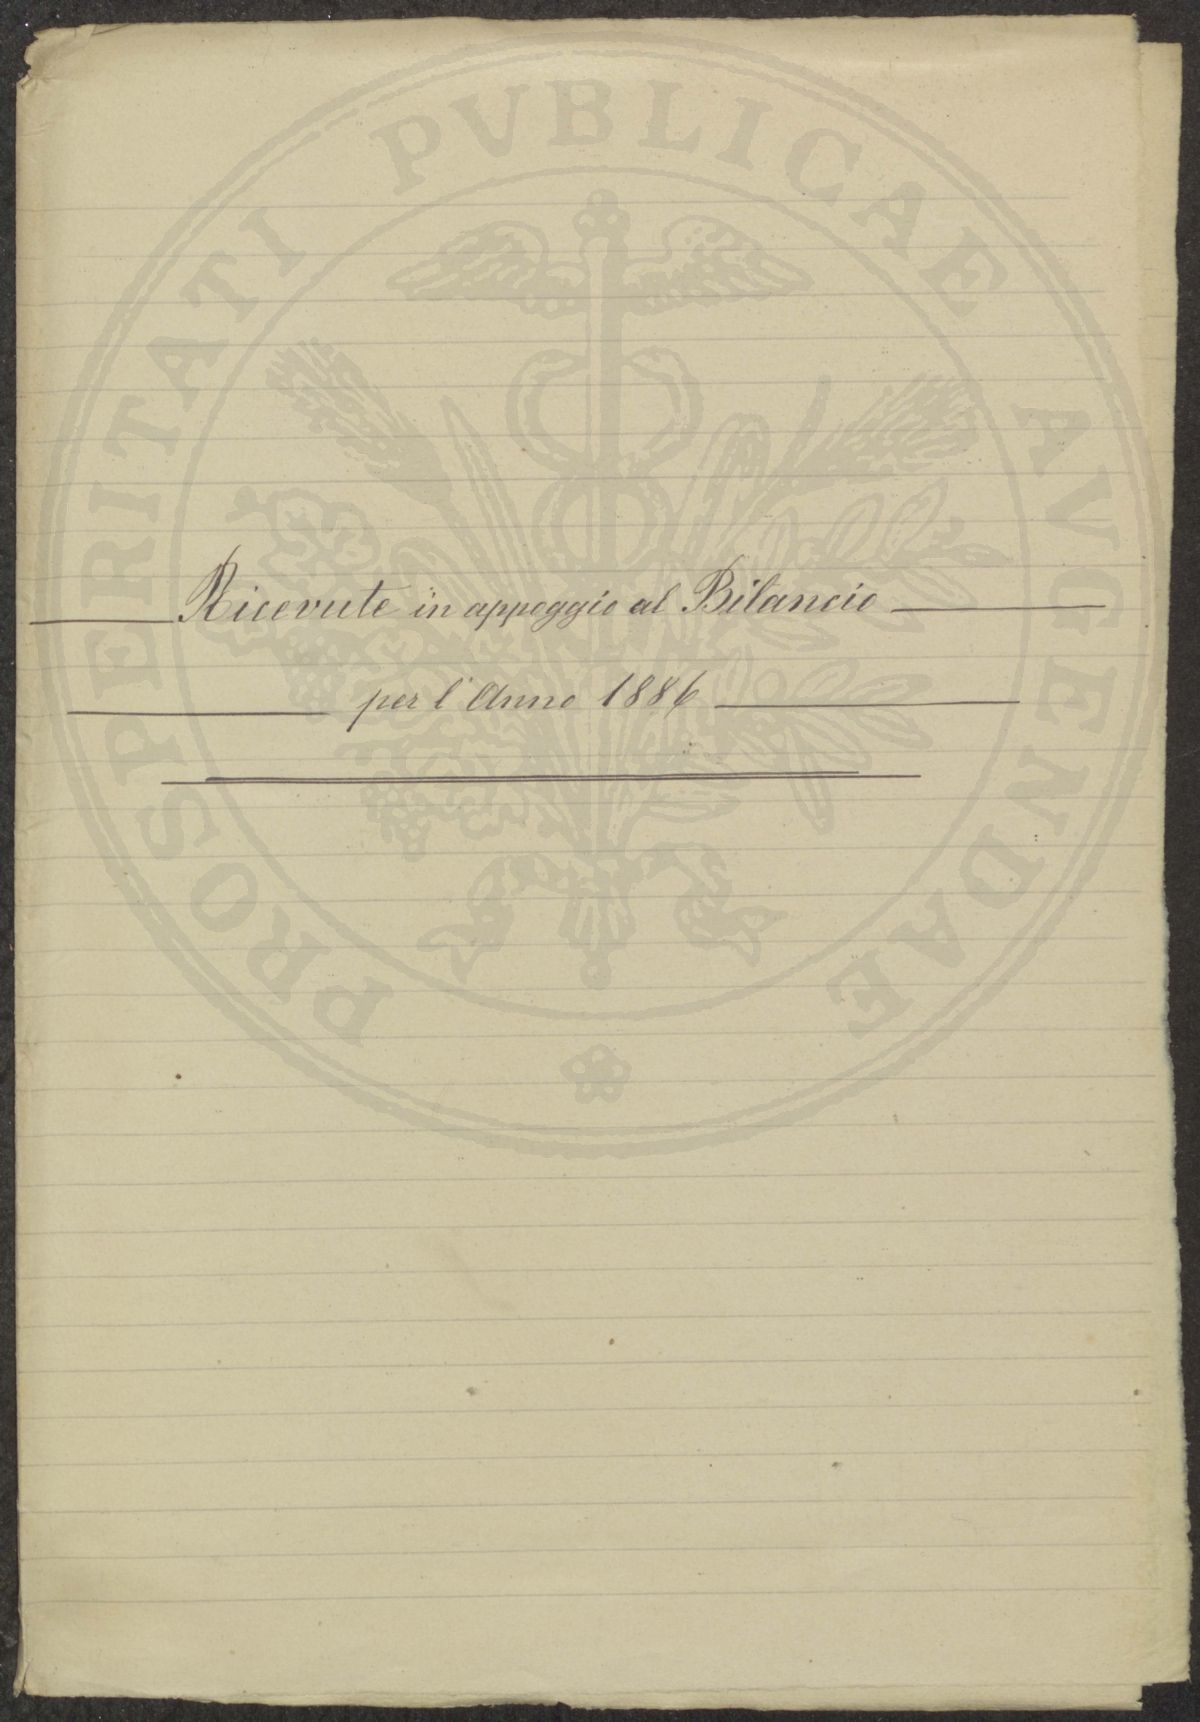 PROSPERITATI PVBLICAE AVGENDAE
Ricevute in appoggio al Bilancio
per l'Anno 1886